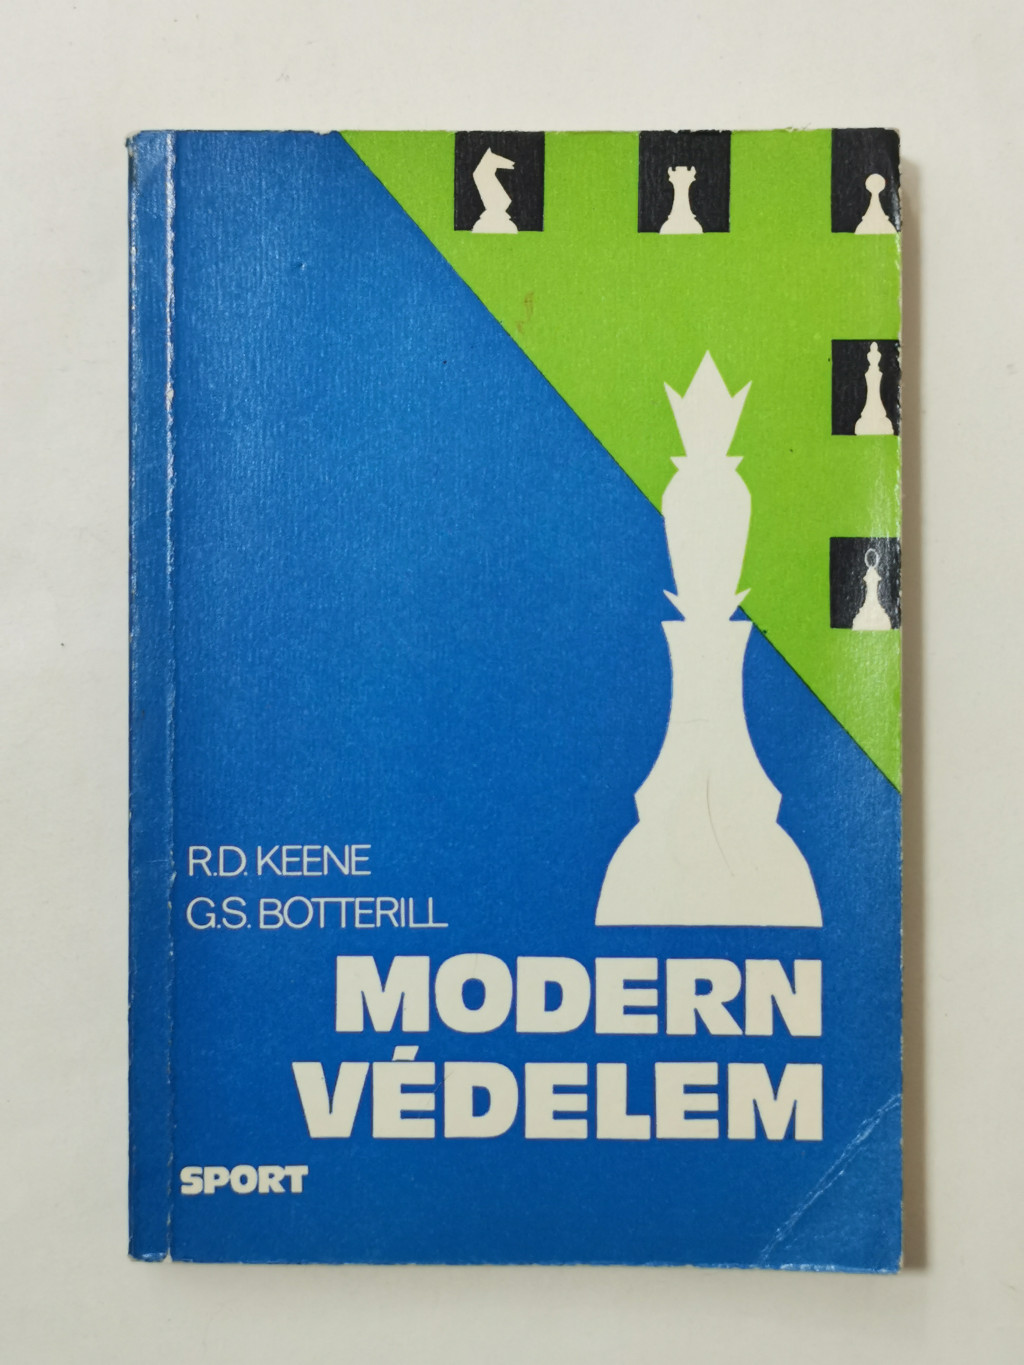 R.D. KEENE
G.S. BOTTERILL
MODERN
VÉDELEM
SPORT